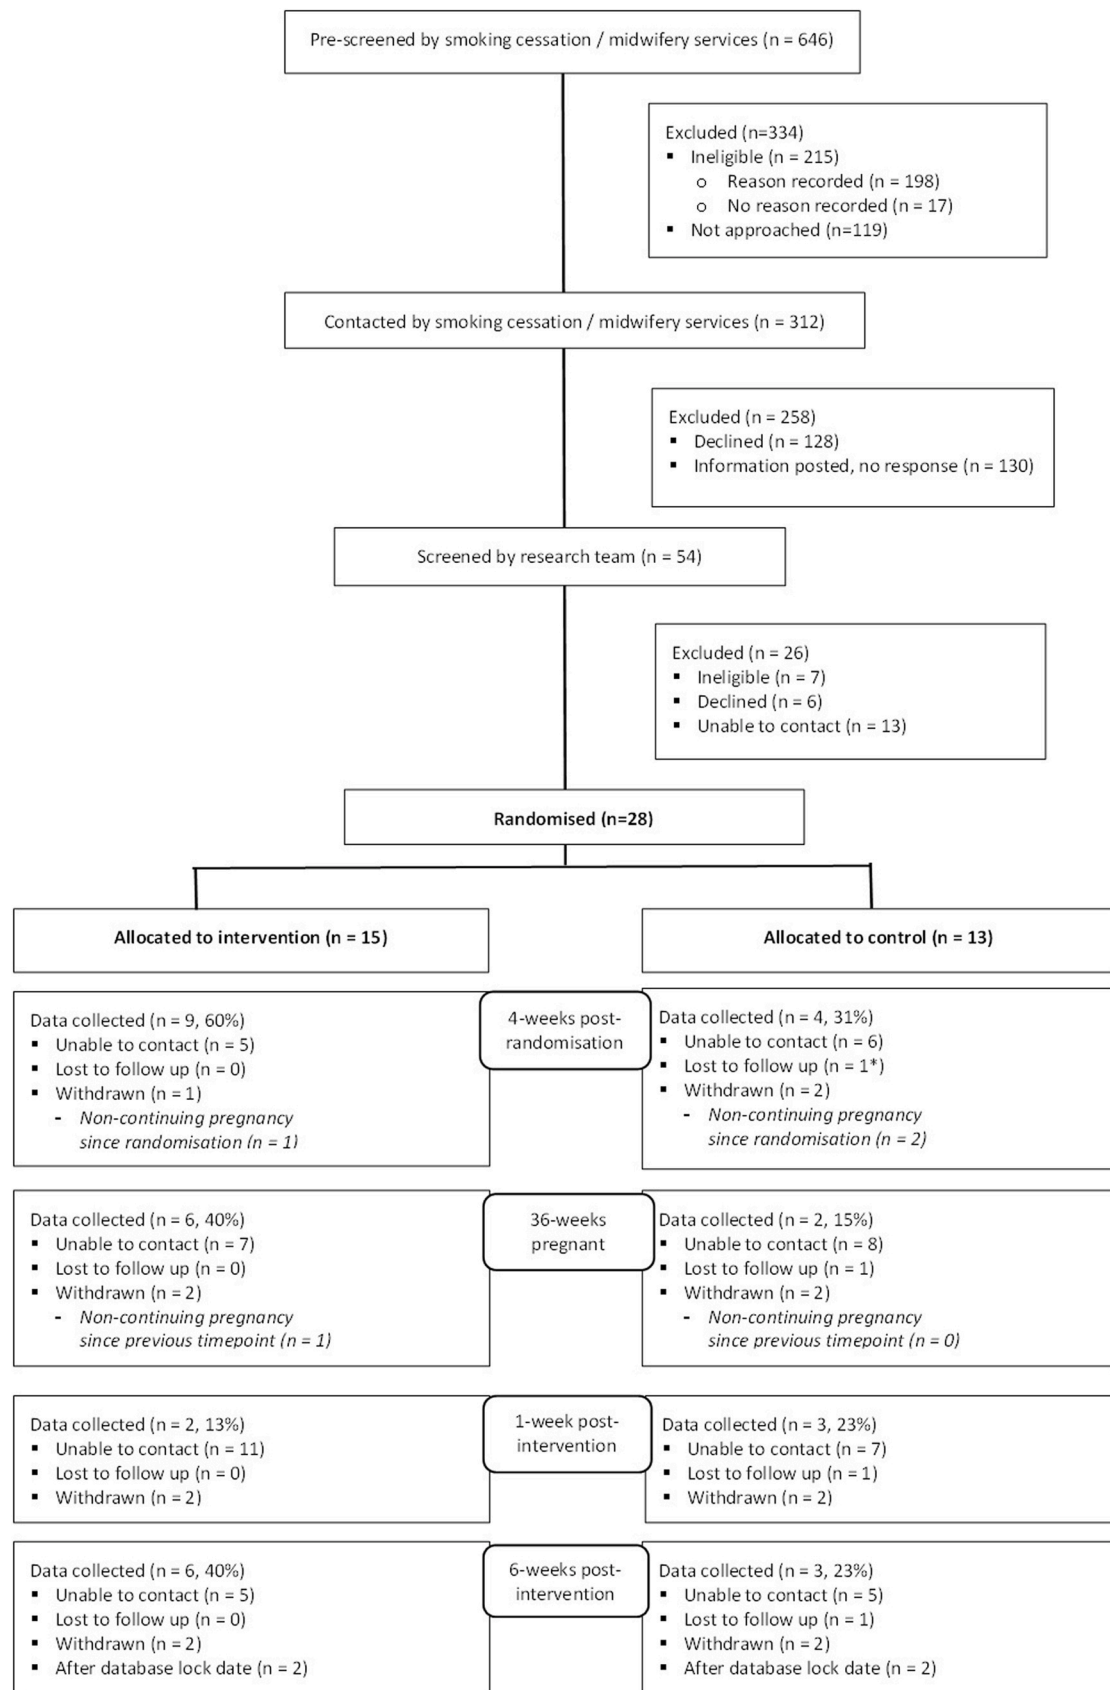 Pre-screened by smoking cessation / midwifery services (n = 646)
Excluded (n=334)
▪ Ineligible (n = 215)
o Reason recorded (n = 198)
o No reason recorded (n = 17)
▪ Not approached (n=119)
Contacted by smoking cessation / midwifery services (n = 312)
Excluded (n = 258)
▪ Declined (n = 128)
▪ Information posted, no response (n = 130)
Screened by research team (n = 54)
Excluded (n = 26)
▪ Ineligible (n = 7)
▪ Declined (n = 6)
▪ Unable to contact (n = 13)
Randomised (n=28)
Allocated to intervention (n = 15)
Allocated to control (n = 13)
4-weeks post-
randomisation
Data collected (n = 9, 60%)
▪ Unable to contact (n = 5)
▪ Lost to follow up (n = 0)
▪ Withdrawn (n = 1)
- Non-continuing pregnancy
since randomisation (n = 1)
Data collected (n = 4, 31%)
▪ Unable to contact (n = 6)
▪ Lost to follow up (n = 1*)
▪ Withdrawn (n = 2)
- Non-continuing pregnancy
since randomisation (n = 2)
36-weeks
pregnant
Data collected (n = 6, 40%)
▪ Unable to contact (n = 7)
▪ Lost to follow up (n = 0)
▪ Withdrawn (n = 2)
- Non-continuing pregnancy
since previous timepoint (n = 1)
Data collected (n = 2, 15%)
▪ Unable to contact (n = 8)
▪ Lost to follow up (n = 1)
▪ Withdrawn (n = 2)
- Non-continuing pregnancy
since previous timepoint (n = 0)
1-week post-
intervention
Data collected (n = 2, 13%)
▪ Unable to contact (n = 11)
▪ Lost to follow up (n = 0)
▪ Withdrawn (n = 2)
Data collected (n = 3, 23%)
▪ Unable to contact (n = 7)
▪ Lost to follow up (n = 1)
▪ Withdrawn (n = 2)
6-weeks post-
intervention
Data collected (n = 6, 40%)
▪ Unable to contact (n = 5)
▪ Lost to follow up (n = 0)
▪ Withdrawn (n = 2)
▪ After database lock date (n = 2)
Data collected (n = 3, 23%)
▪ Unable to contact (n = 5)
▪ Lost to follow up (n = 1)
▪ Withdrawn (n = 2)
▪ After database lock date (n = 2)